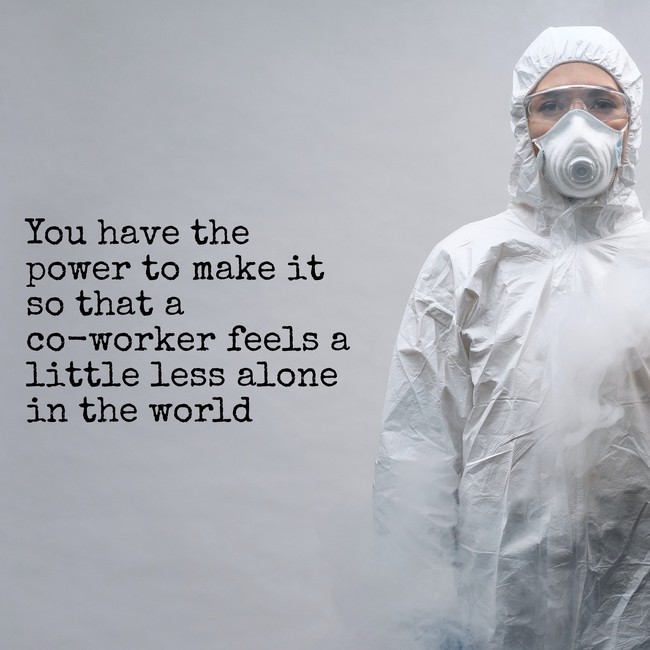 You have the
power to make it
so that a
co-worker feels a
little less alone
in the world